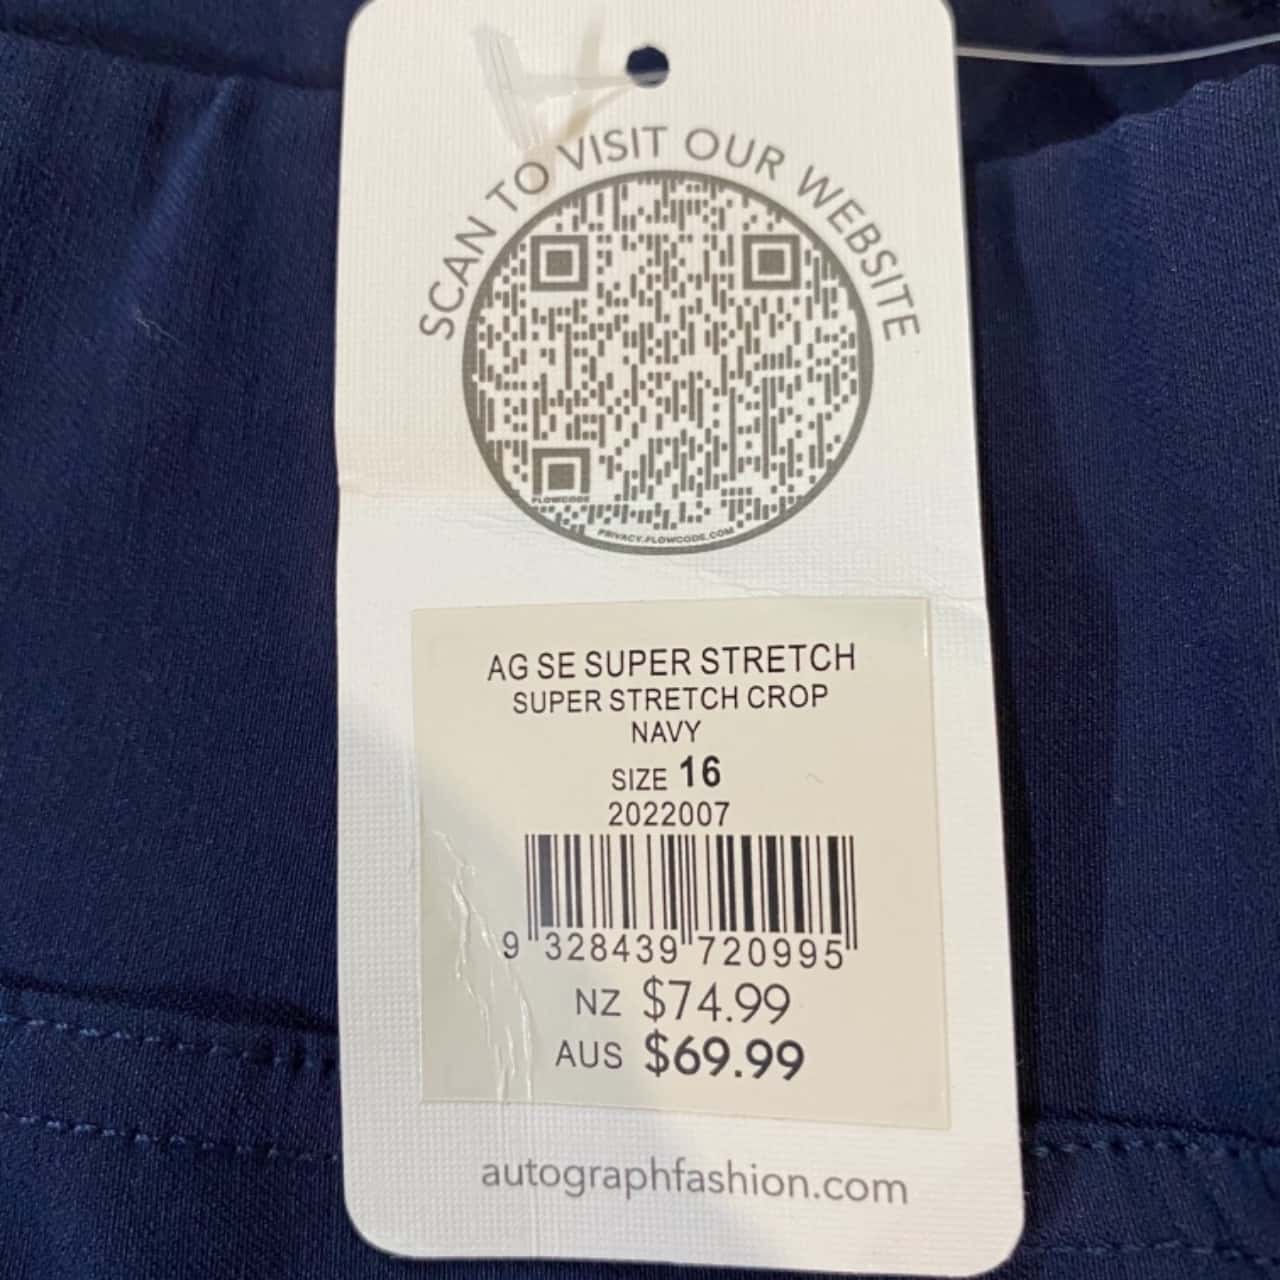 SCAN TO VISIT OUR WEBSITE
FLOWCODE
PRIVACY.FLOWCODE.COM
AG SE SUPER STRETCH
SUPER STRETCH CROP
NAVY
SIZE 16
2022007
9 328439 720995
NZ $74.99
AUS $69.99
autographfashion.com